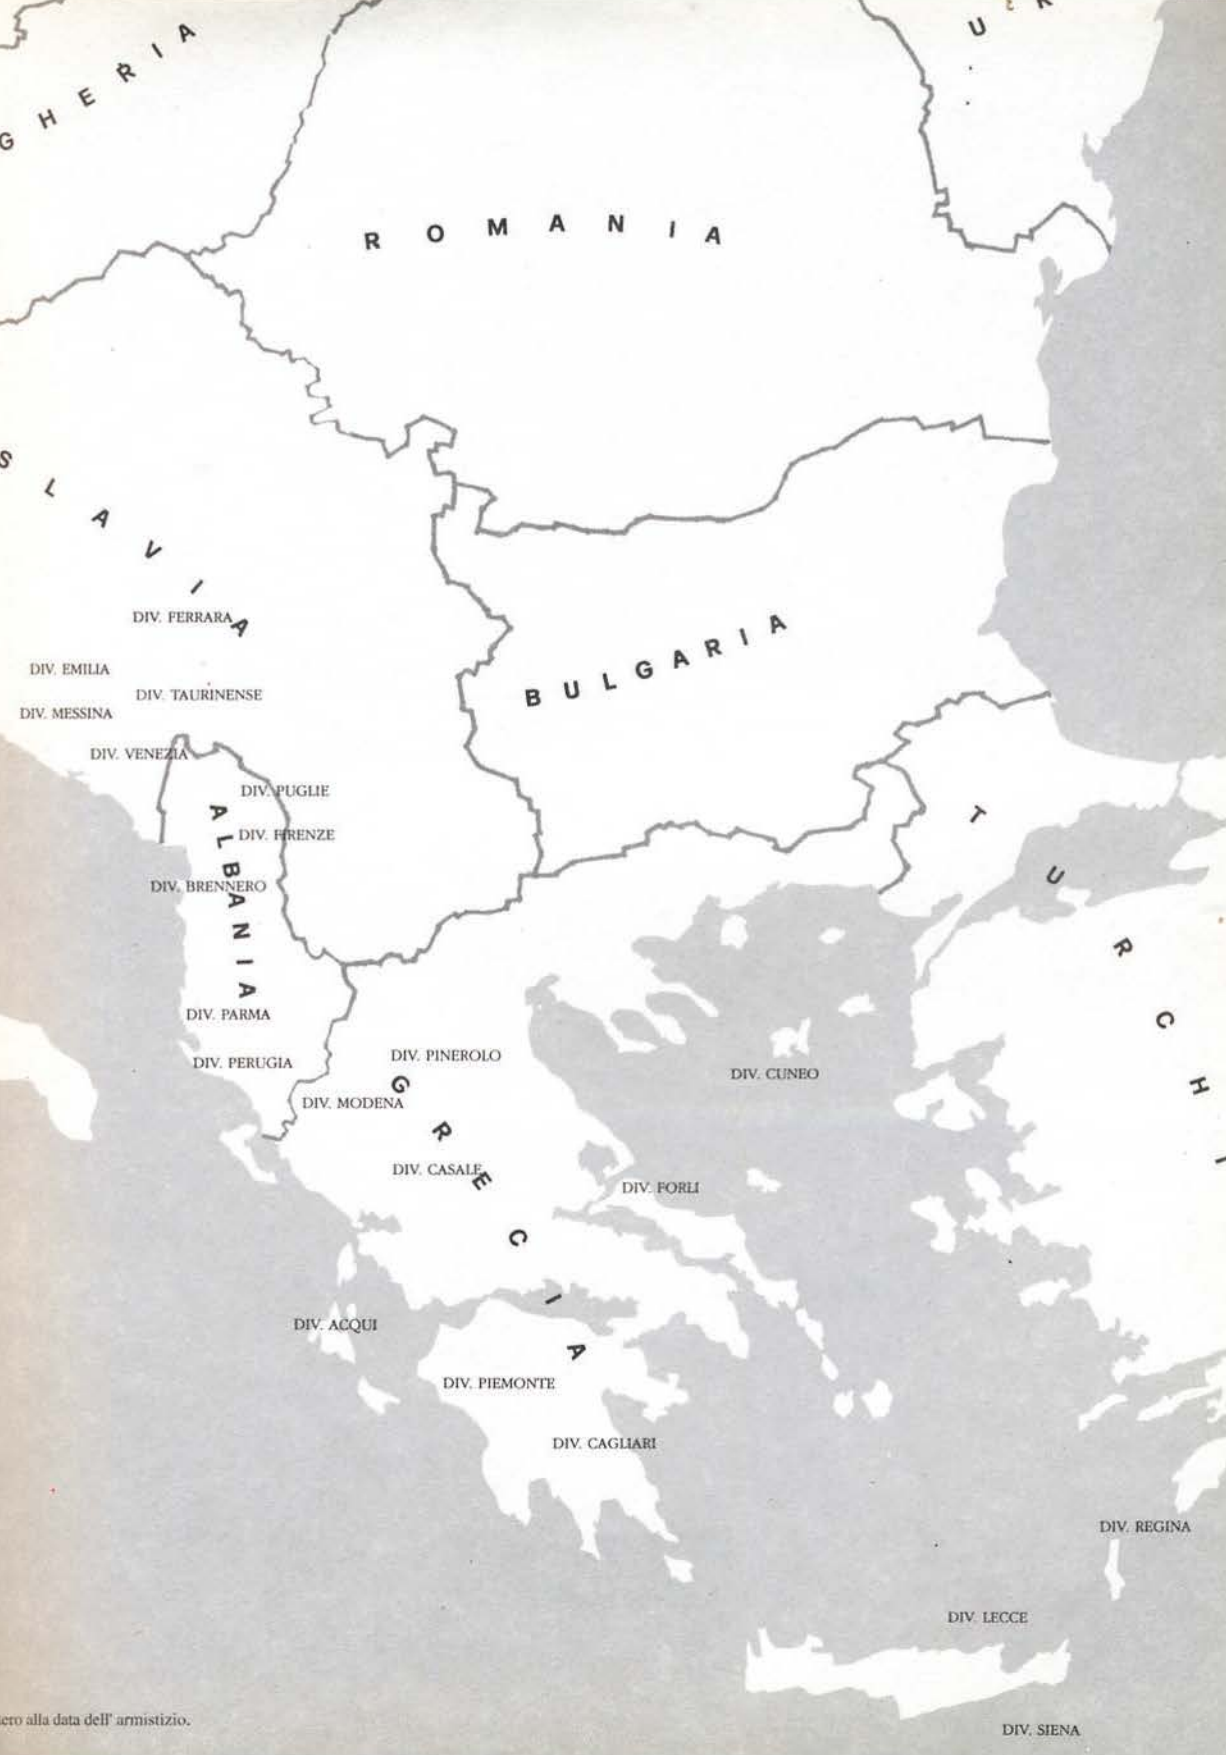 GHERIA
UR
ROMANIA
SLAVIA
DIV. FERRARA
DIV. EMILIA
DIV. TAURINENSE
DIV. MESSINA
DIV. VENEZIA
BULGARIA
DIV. PUGLIE
ALBANIA
DIV. FIRENZE
DIV. BRENNERO
TURCHI
DIV. PARMA
DIV. PERUGIA
DIV. PINEROLO
DIV. CUNEO
GRECIA
DIV. MODENA
DIV. CASALE
DIV. FORLI
DIV. ACQUI
DIV. PIEMONTE
DIV. CAGLIARI
DIV. REGINA
DIV. LECCE
ero alla data dell' armistizio.
DIV. SIENA